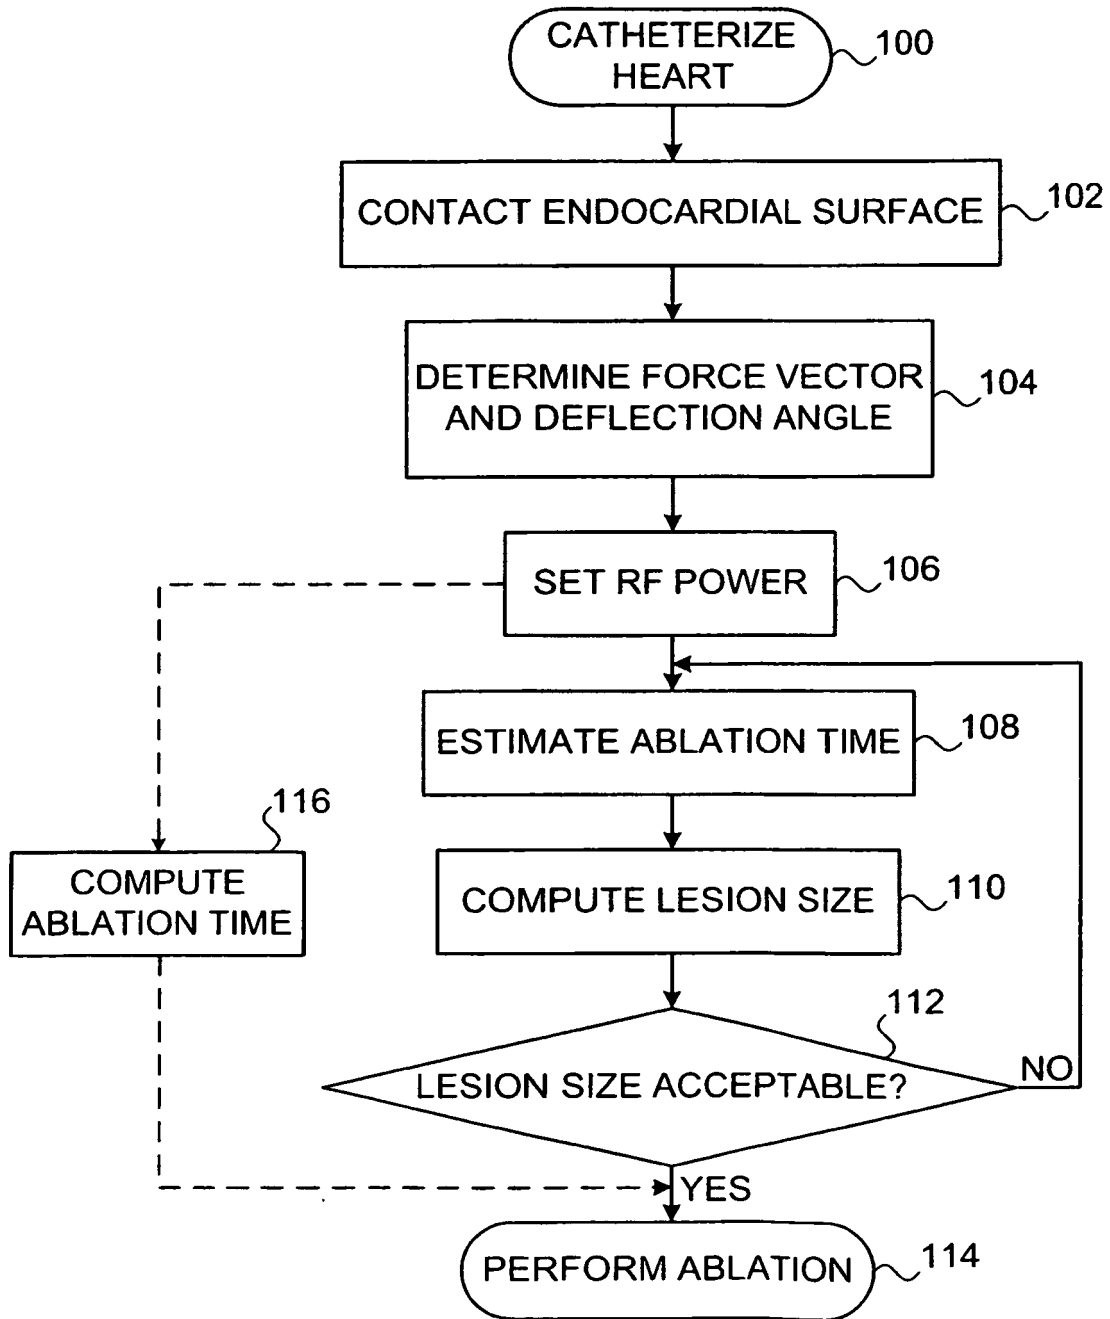 CATHETERIZE
HEART
100
CONTACT ENDOCARDIAL SURFACE
102
DETERMINE FORCE VECTOR
AND DEFLECTION ANGLE
104
SET RF POWER
106
ESTIMATE ABLATION TIME
108
116
COMPUTE
ABLATION TIME
COMPUTE LESION SIZE
110
112
LESION SIZE ACCEPTABLE?
NO
YES
PERFORM ABLATION
114